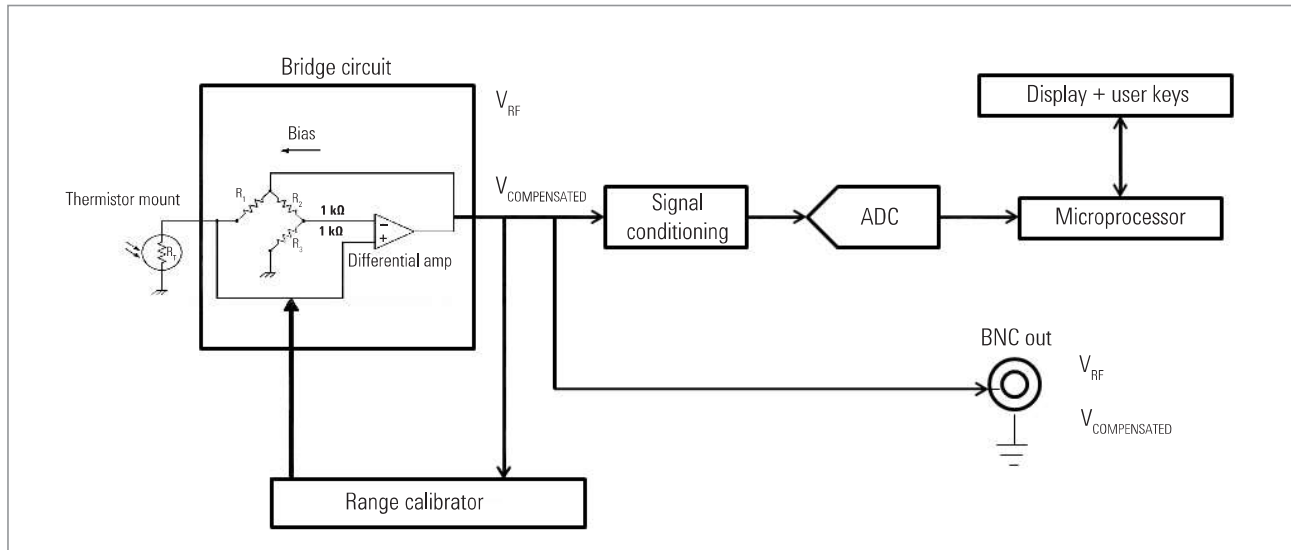 Bridge circuit
V_RF
Display + user keys
Bias
Thermistor mount
R_1
R_2
1 kΩ
1 kΩ
R_3
R_T
Differential amp
V_COMPENSATED
Signal
conditioning
ADC
Microprocessor
BNC out
V_RF
V_COMPENSATED
Range calibrator